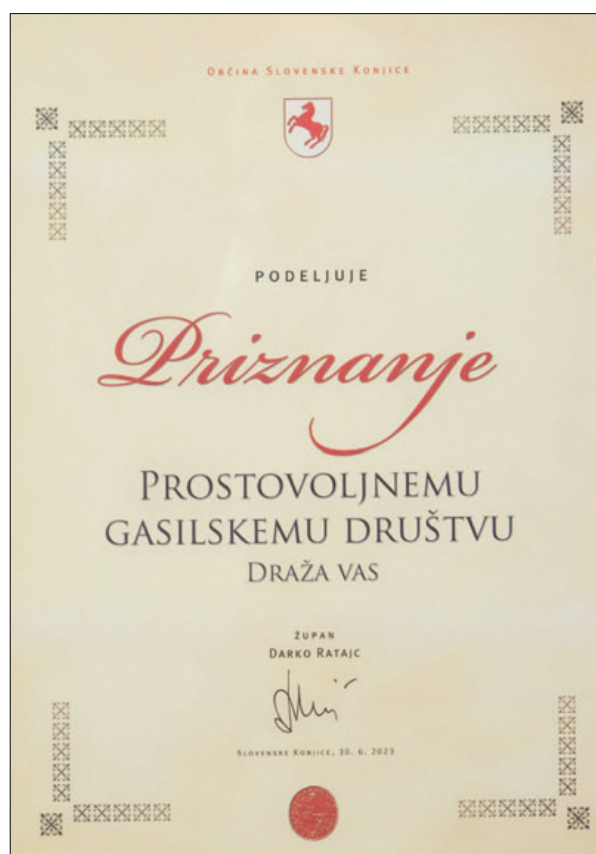 OBČINA SLOVENSKE KONJICE
PODELJUJE
Priznanje
PROSTOVOLJNEMU
GASILSKEMU DRUŠTVU
DRAŽA VAS
ŽUPAN
DARKO RATAJC
SLOVENSKE KONJICE, 30. 6. 2023